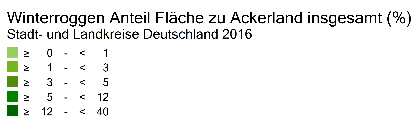 Winterroggen Anteil Fläche zu Ackerland insgesamt (%)
Stadt- und Landkreise Deutschland 2016
≥ 0 - < 1
≥ 1 - < 3
≥ 3 - < 5
≥ 5 - < 12
≥ 12 - < 40